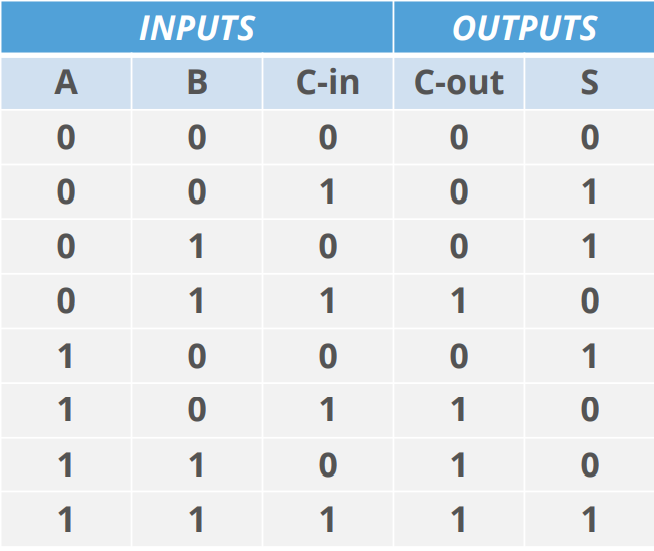 INPUTS OUTPUTS
A B C-in C-out S
0 0 0 0 0
0 0 1 0 1
0 1 0 0 1
0 1 1 1 0
1 0 0 0 1
1 0 1 1 0
1 1 0 1 0
1 1 1 1 1